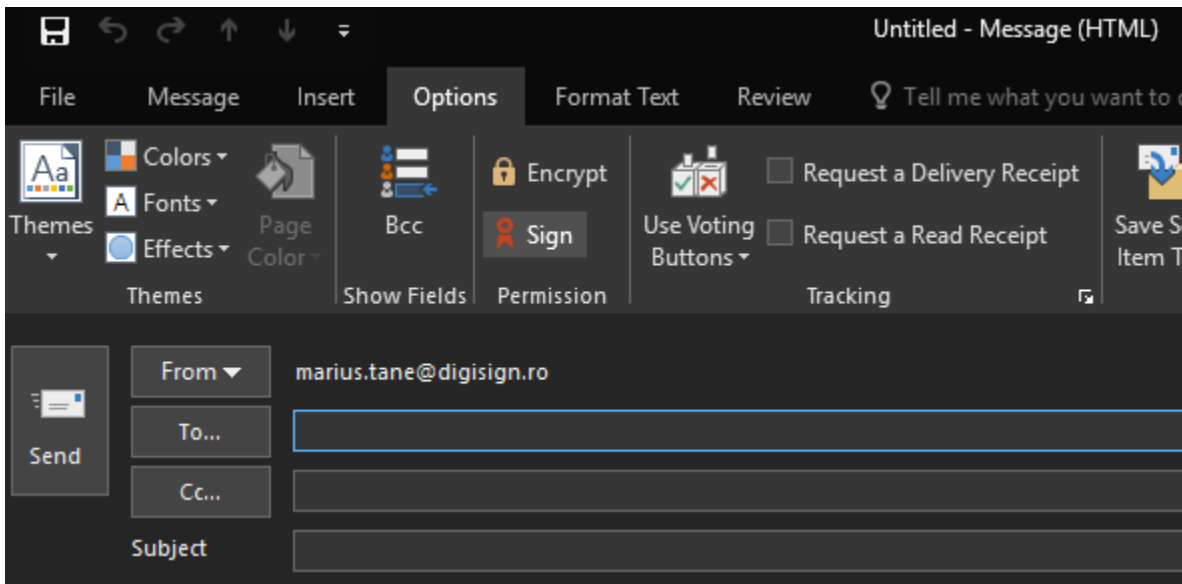 Untitled - Message (HTML)
File Message Insert Options Format Text Review Tell me what you want to
Aa
Themes
Colors
A Fonts
Effects
Page
Color
Themes
Bcc
Show Fields
Encrypt
Sign
Permission
Use Voting
Buttons
Request a Delivery Receipt
Request a Read Receipt
Tracking
Save
Item
Send
From marius.tane@digisign.ro
To...
Cc...
Subject